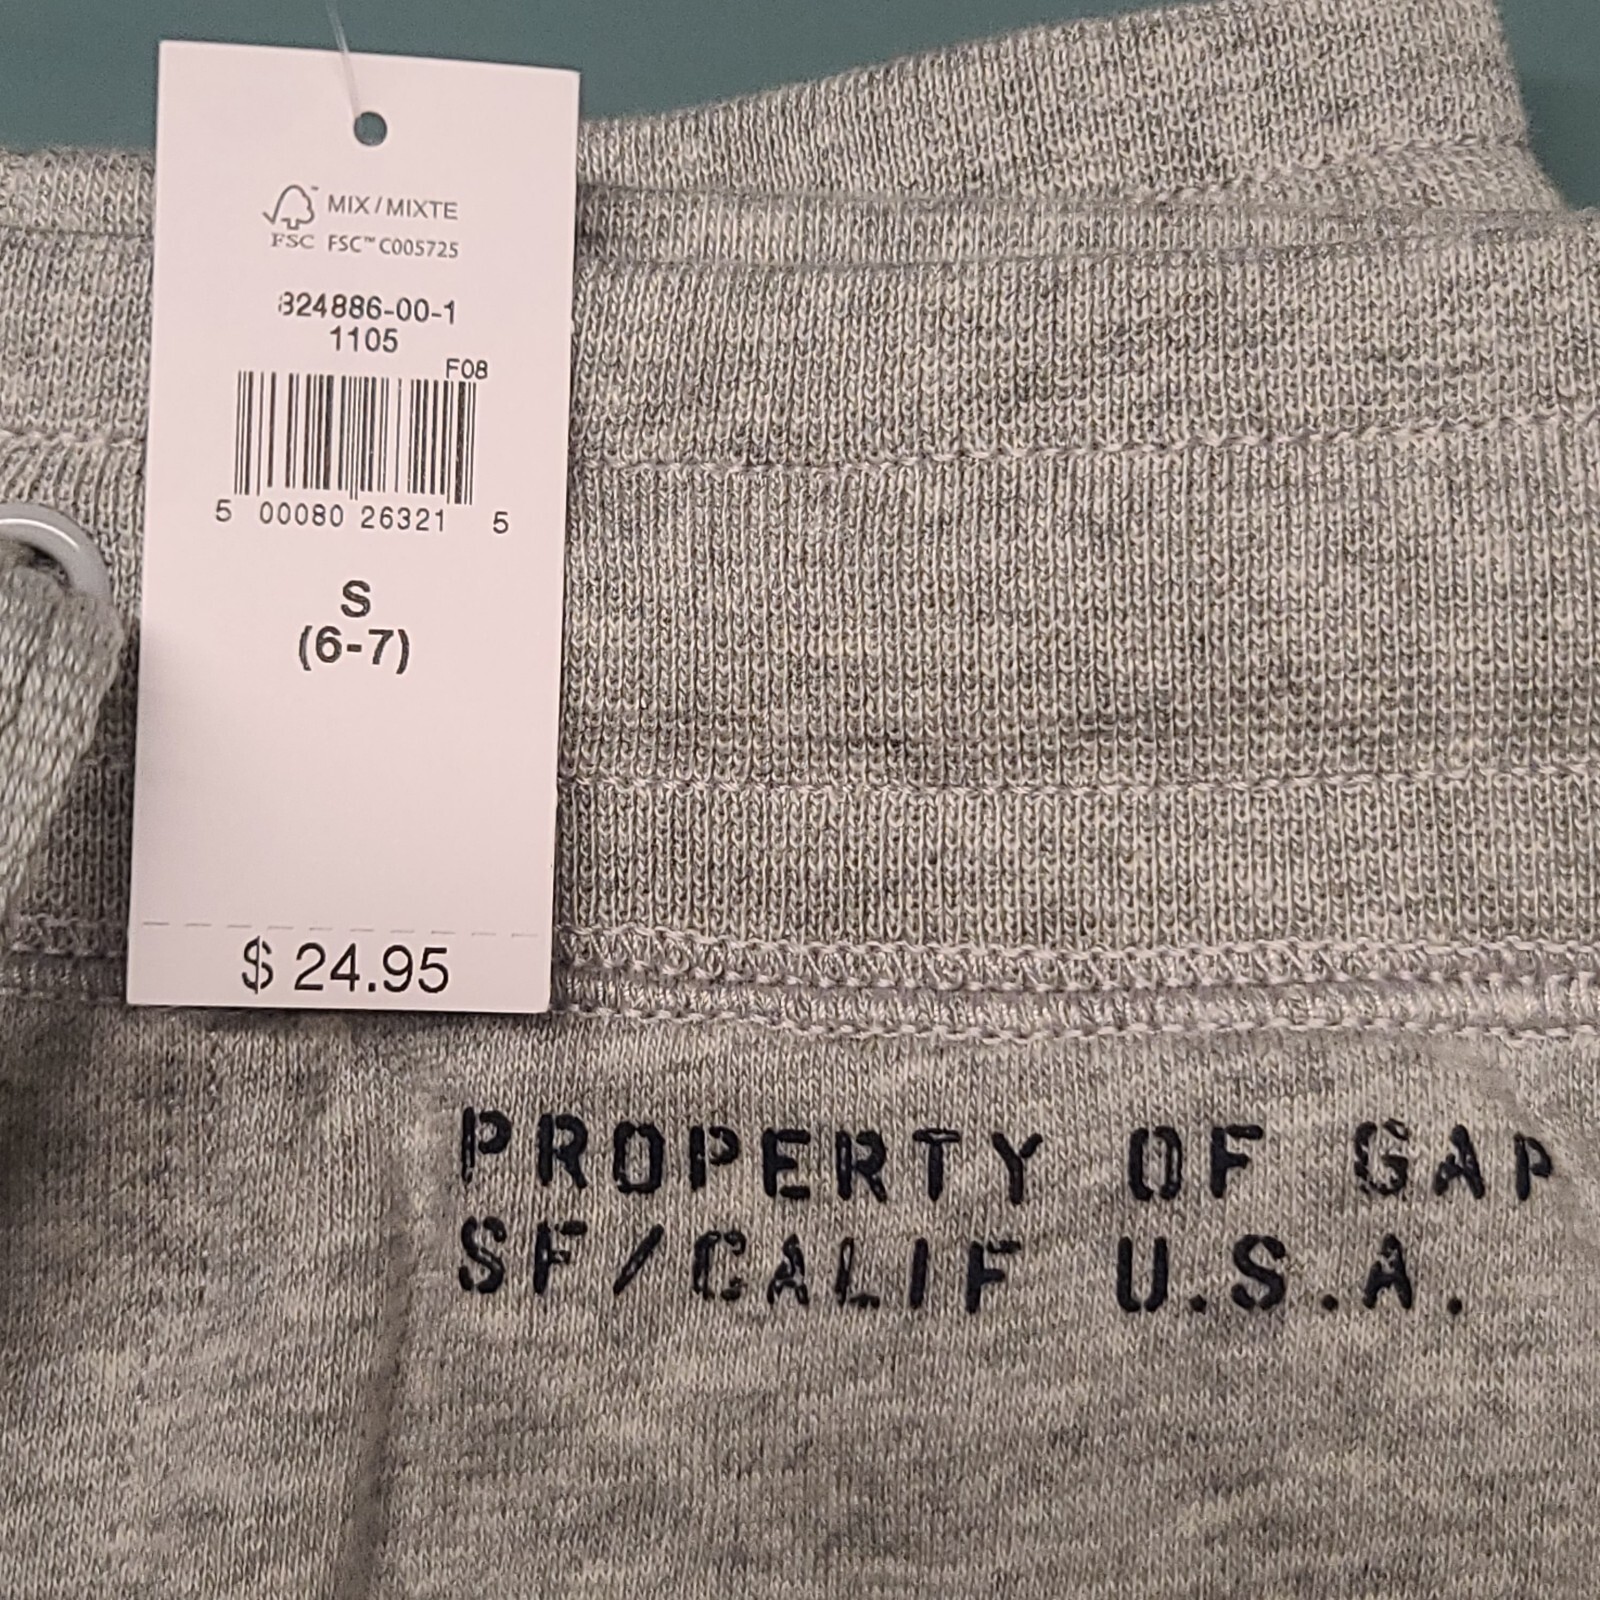 MIX / MIXTE
FSC FSC™ C005725
824886-00-1
1105
F08
5 00080 26321 5
S
(6-7)
$ 24.95
PROPERTY OF GAP
SF/CALIF U.S.A.